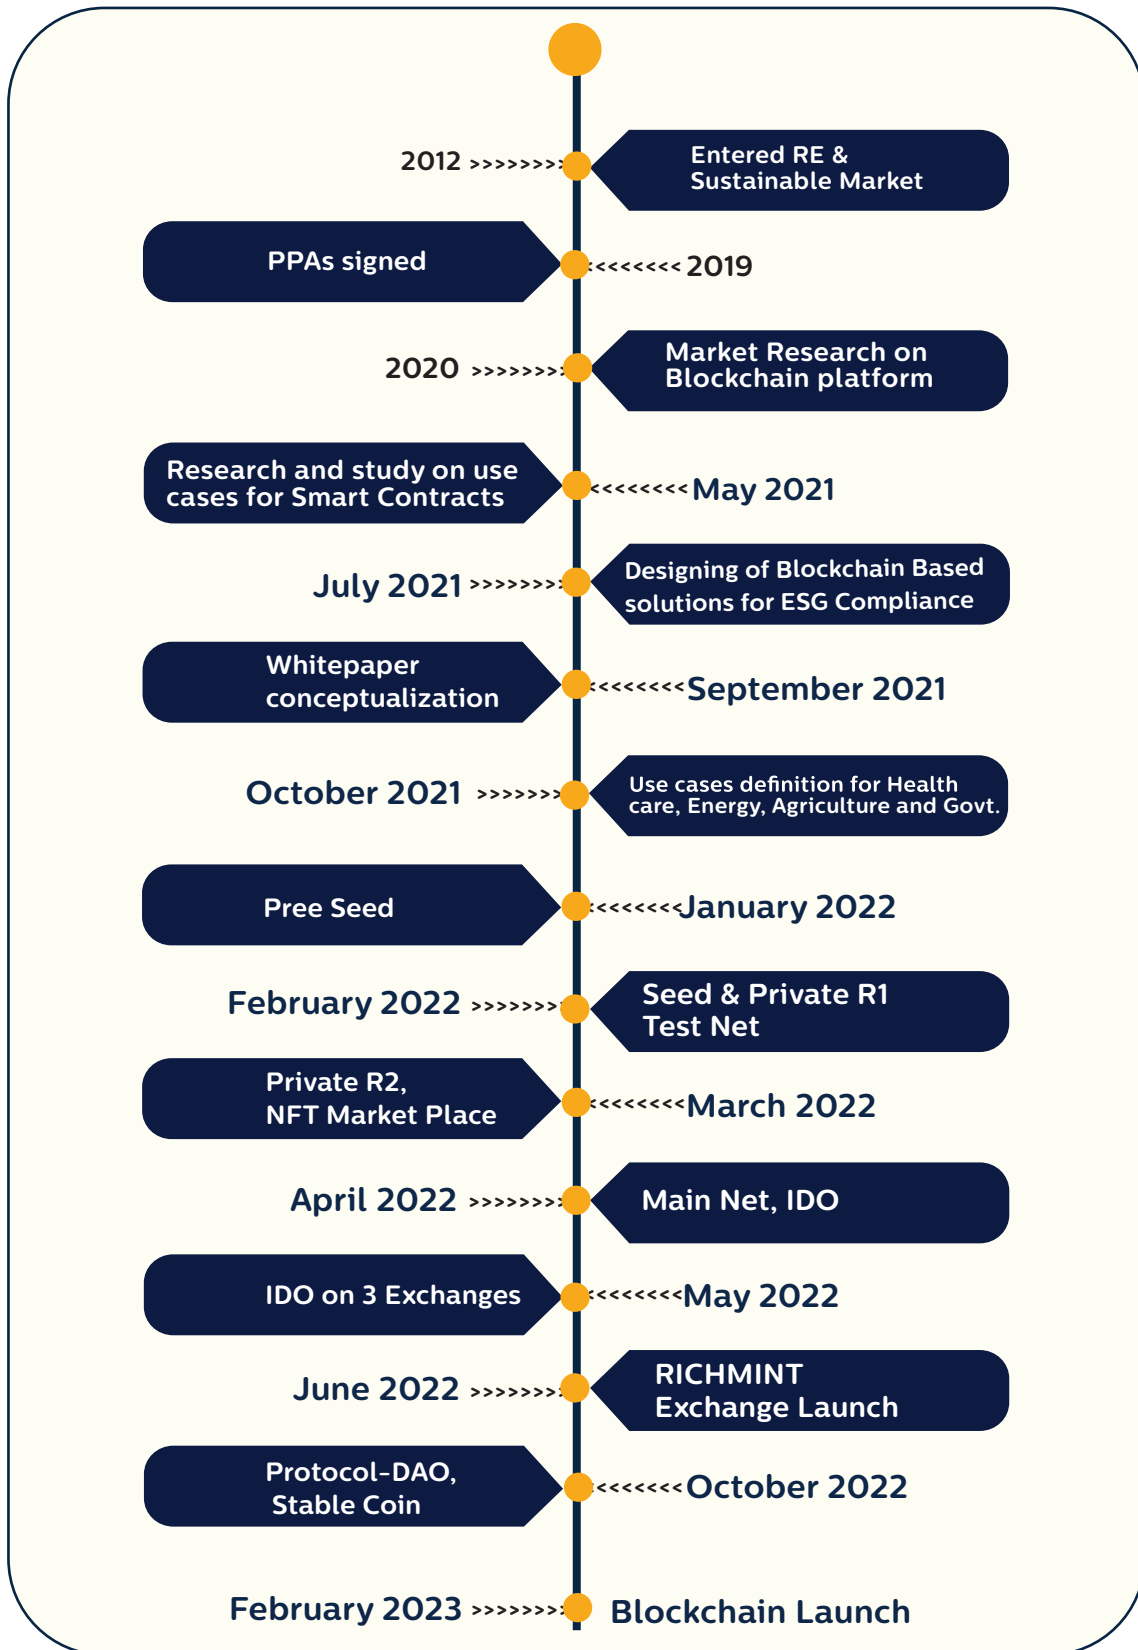 2012 >>>>>>>>
Entered RE &
Sustainable Market
PPAs signed
<<<<<<<< 2019
2020 >>>>>>>>
Market Research on
Blockchain platform
Research and study on use
cases for Smart Contracts
<<<<<<<< May 2021
July 2021 >>>>>>>>
Designing of Blockchain Based
solutions for ESG Compliance
Whitepaper
conceptualization
<<<<<<<< September 2021
October 2021 >>>>>>>
Use cases definition for Health
care, Energy, Agriculture and Govt.
Pree Seed
<<<<<<<< January 2022
February 2022 >>>>>>>>
Seed & Private R1
Test Net
Private R2,
NFT Market Place
<<<<<<<< March 2022
April 2022 >>>>>>>>
Main Net, IDO
IDO on 3 Exchanges
<<<<<<<< May 2022
June 2022 >>>>>>>>
RICHMINT
Exchange Launch
Protocol-DAO,
Stable Coin
<<<<<<<< October 2022
February 2023 >>>>>>>>
Blockchain Launch